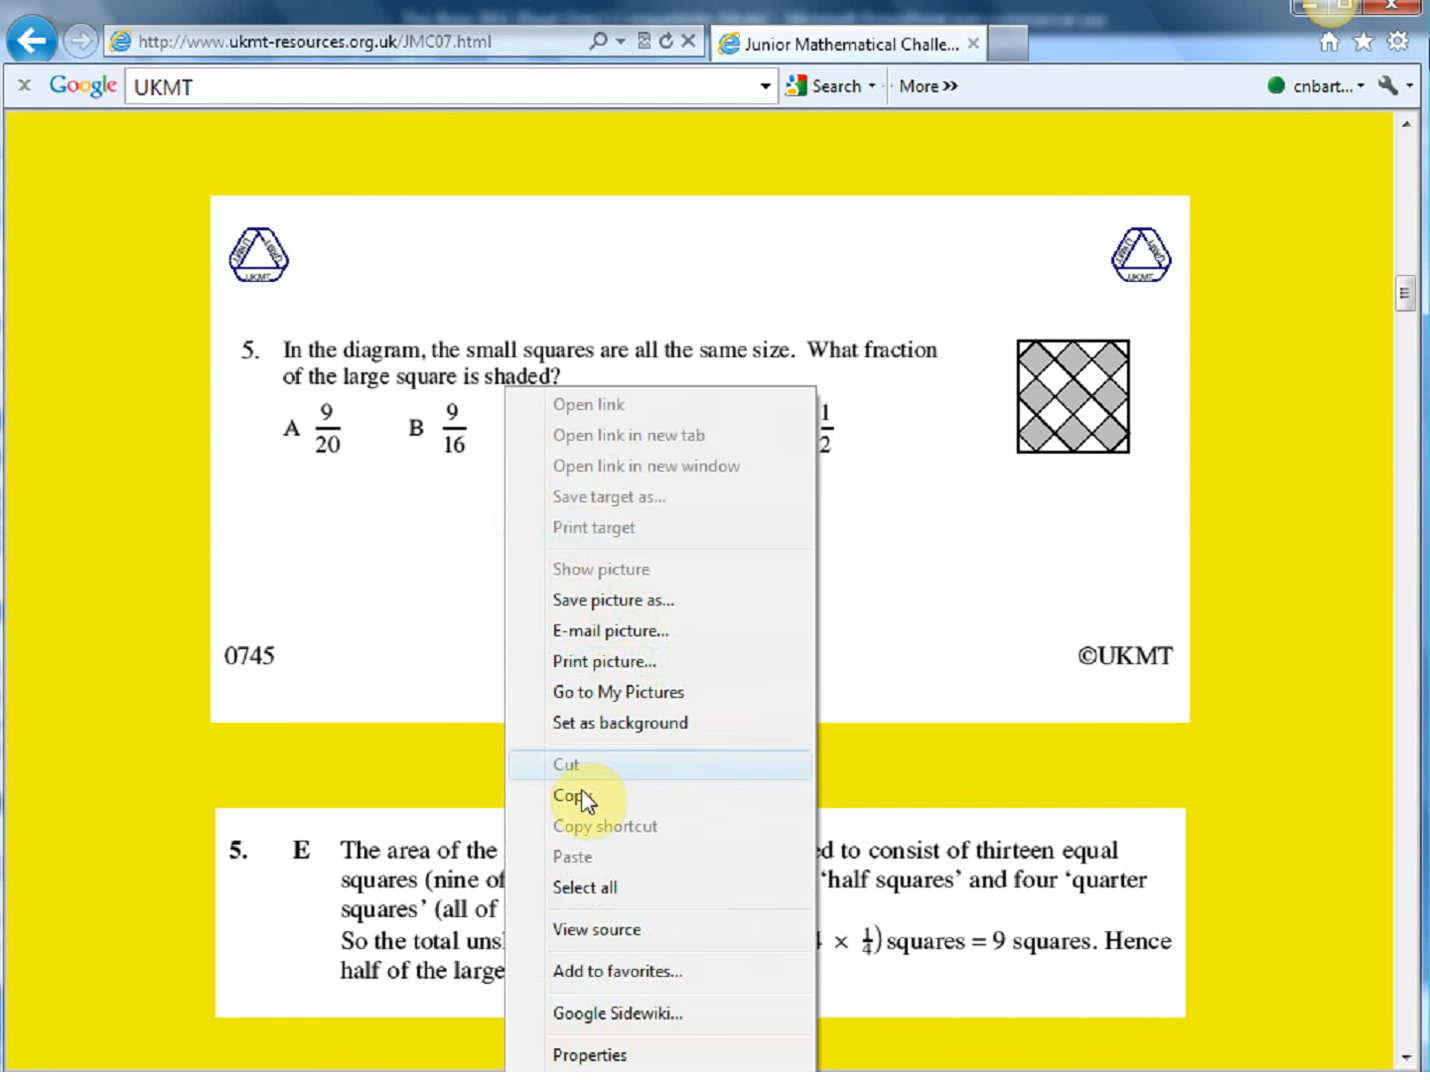 http://www.ukmt-resources.org.uk/JMC07.html
Junior Mathematical Challe...
x Google UKMT Search More >> cnbart...
UKMT UKMT
5. In the diagram, the small squares are all the same size. What fraction
of the large square is shaded?
A 9/20 B 9/16 1/2
0745 ©UKMT
Open link
Open link in new tab
Open link in new window
Save target as...
Print target
Show picture
Save picture as...
E-mail picture...
Print picture...
Go to My Pictures
Set as background
Cut
Copy
Copy shortcut
Paste
Select all
View source
Add to favorites...
Google Sidewiki...
Properties
5. E The area of the ed to consist of thirteen equal
squares (nine of 'half squares' and four 'quarter
squares' (all of
So the total uns × 1/4) squares = 9 squares. Hence
half of the large